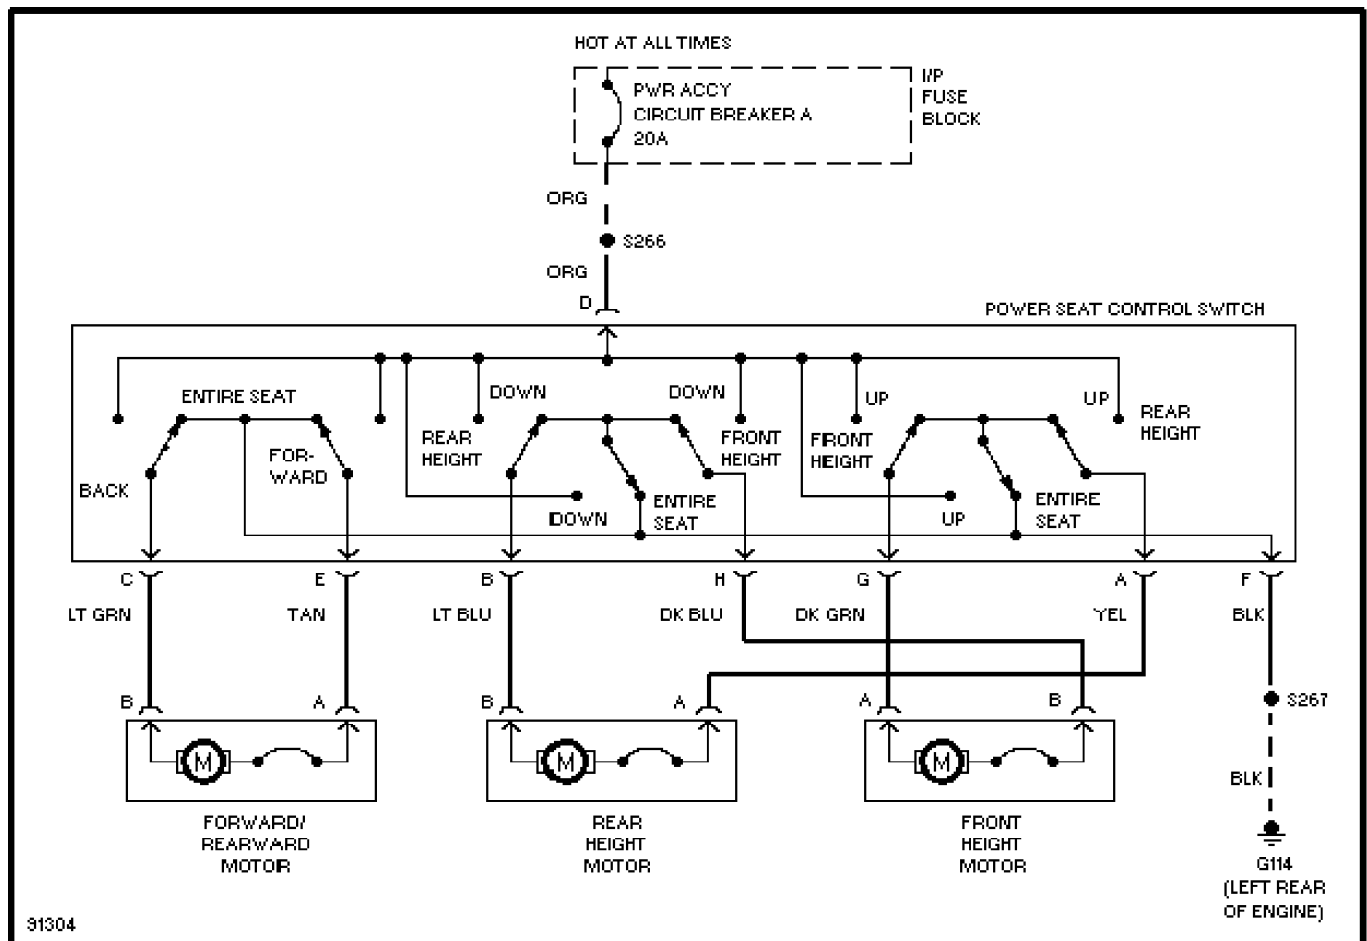 HOT AT ALL TIMES
PWR ACCY
CIRCUIT BREAKER A
20A
I/P
FUSE
BLOCK
ORG
S266
ORG
D
POWER SEAT CONTROL SWITCH
ENTIRE SEAT
FOR-
WARD
BACK
DOWN
REAR
HEIGHT
DOWN
ENTIRE
SEAT
DOWN
FRONT
HEIGHT
UP
FRONT
HEIGHT
UP
ENTIRE
SEAT
UP
REAR
HEIGHT
C
E
B
H
G
A
F
LT GRN
TAN
LT BLU
DK BLU
DK GRN
YEL
BLK
B
A
B
A
A
B
S267
M
M
M
BLK
FORWARD/
REARWARD
MOTOR
REAR
HEIGHT
MOTOR
FRONT
HEIGHT
MOTOR
G114
(LEFT REAR
OF ENGINE)
91304